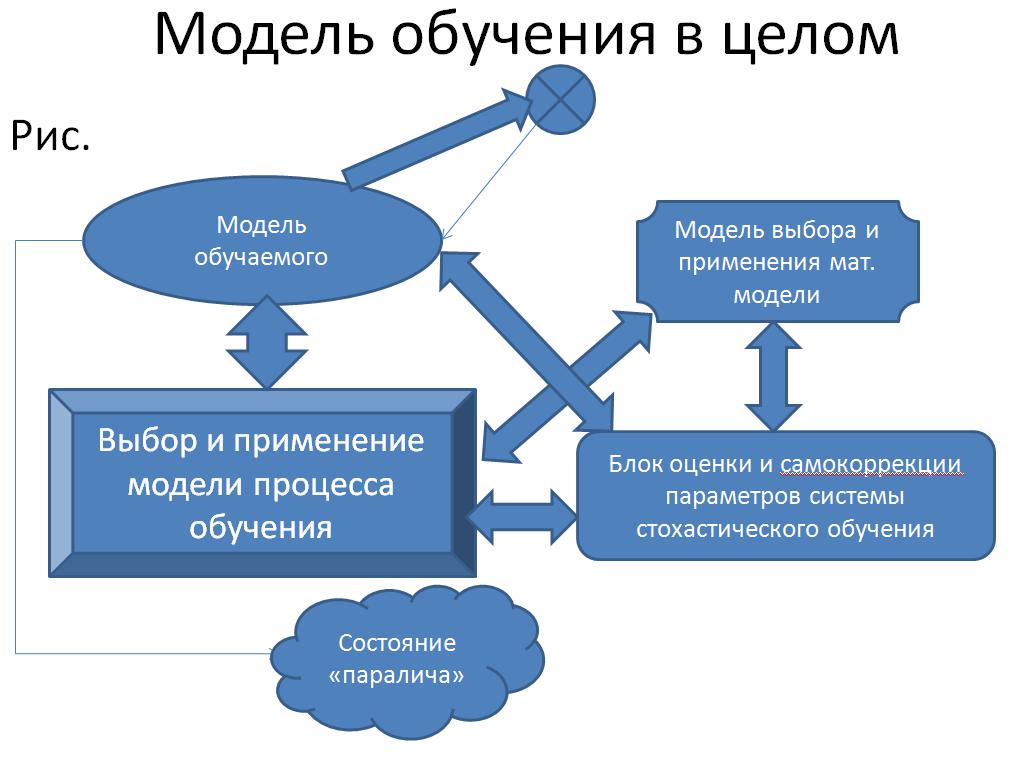 Модель обучения в целом
Рис.
Модель
обучаемого
Модель выбора и
применения мат.
модели
Выбор и применение
модели процесса
обучения
Блок оценки и самокоррекции
параметров системы
стохастического обучения
Состояние
«паралича»